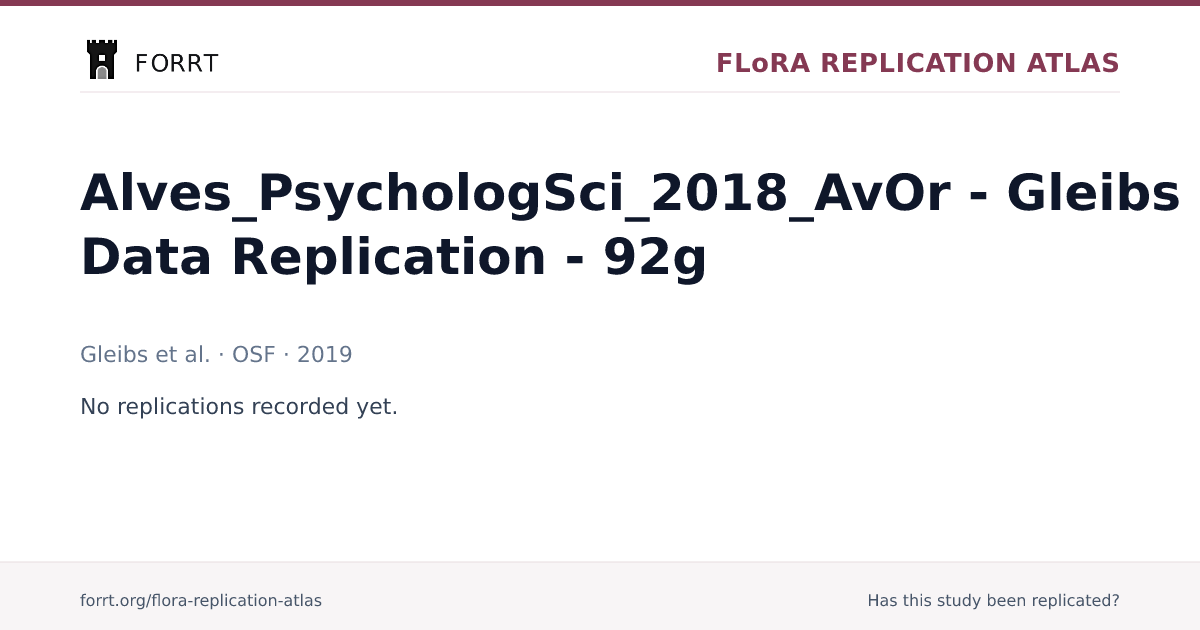 FORRT
FLoRA REPLICATION ATLAS
Alves_PsychologSci_2018_AvOr - Gleibs
Data Replication - 92g
Gleibs et al. · OSF · 2019
No replications recorded yet.
forrt.org/flora-replication-atlas
Has this study been replicated?